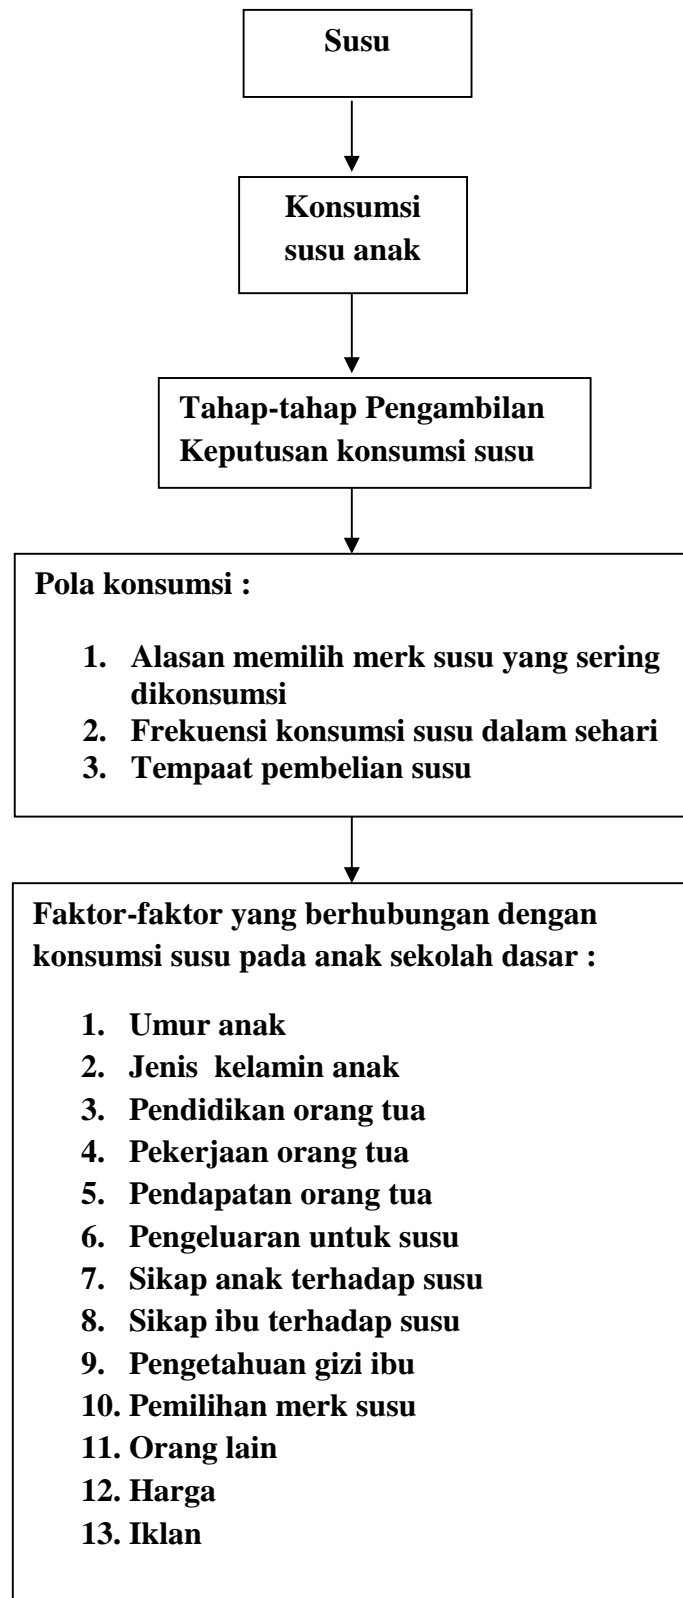 Susu
Konsumsi
susu anak
Tahap-tahap Pengambilan
Keputusan konsumsi susu
Pola konsumsi :
1. Alasan memilih merk susu yang sering
dikonsumsi
2. Frekuensi konsumsi susu dalam sehari
3. Tempaat pembelian susu
Faktor-faktor yang berhubungan dengan
konsumsi susu pada anak sekolah dasar :
1. Umur anak
2. Jenis kelamin anak
3. Pendidikan orang tua
4. Pekerjaan orang tua
5. Pendapatan orang tua
6. Pengeluaran untuk susu
7. Sikap anak terhadap susu
8. Sikap ibu terhadap susu
9. Pengetahuan gizi ibu
10. Pemilihan merk susu
11. Orang lain
12. Harga
13. Iklan